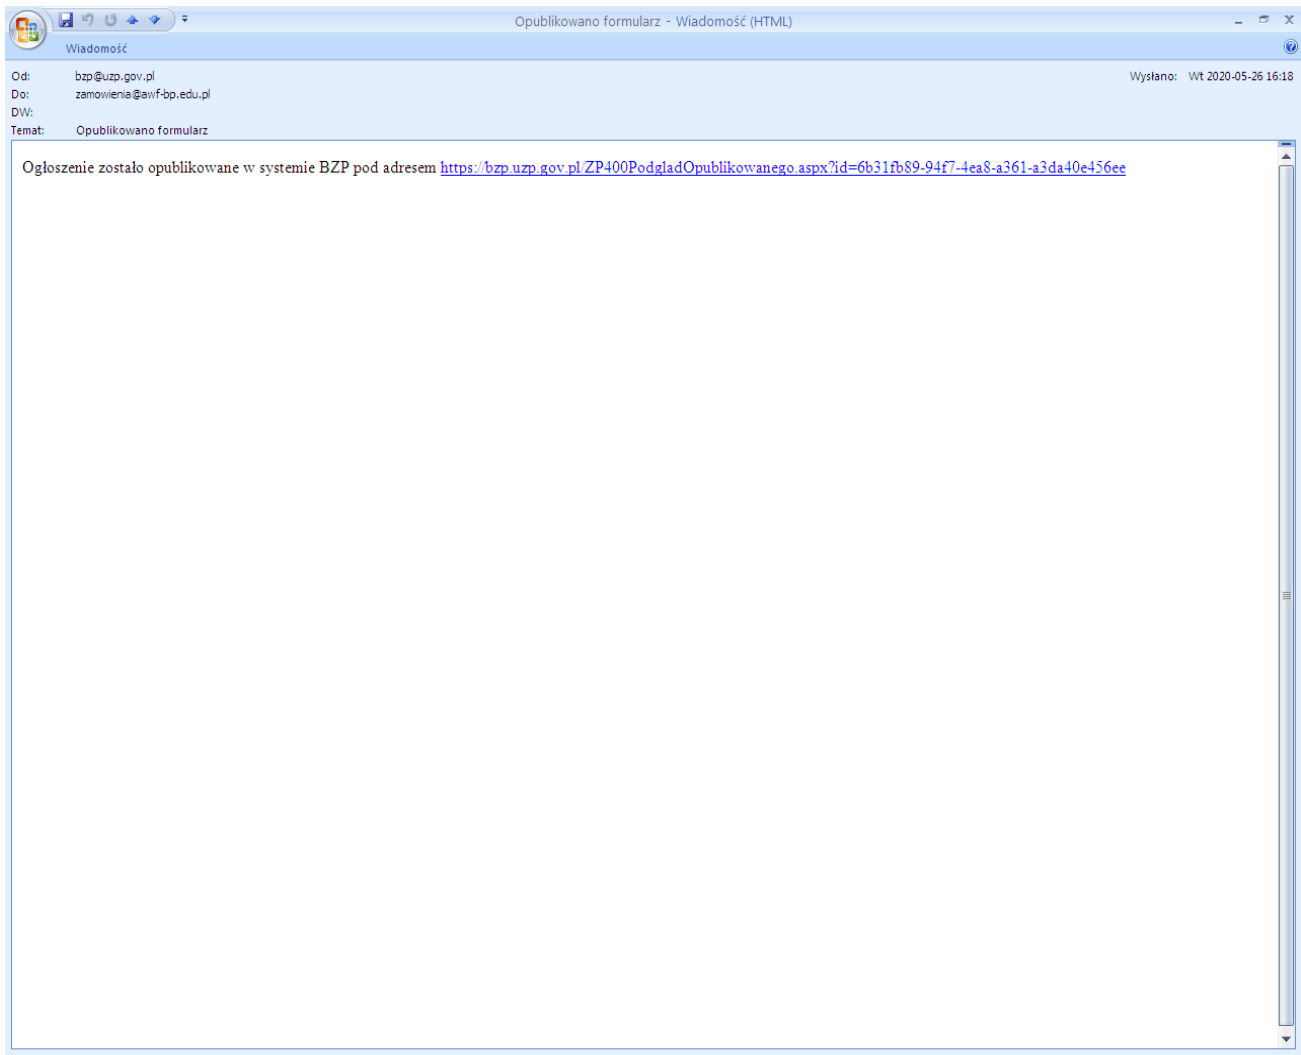 Opublikowano formularz - Wiadomość (HTML)
Wiadomość
Od: bzp@uzp.gov.pl Wysłano: Wt 2020-05-26 16:18
Do: zamowienia@awf-bp.edu.pl
DW:
Temat: Opublikowano formularz
Ogłoszenie zostało opublikowane w systemie BZP pod adresem https://bzp.uzp.gov.pl/ZP400PodgladOpublikowanego.aspx?id=6b31fb89-94f7-4ea8-a361-a3da40e456ee